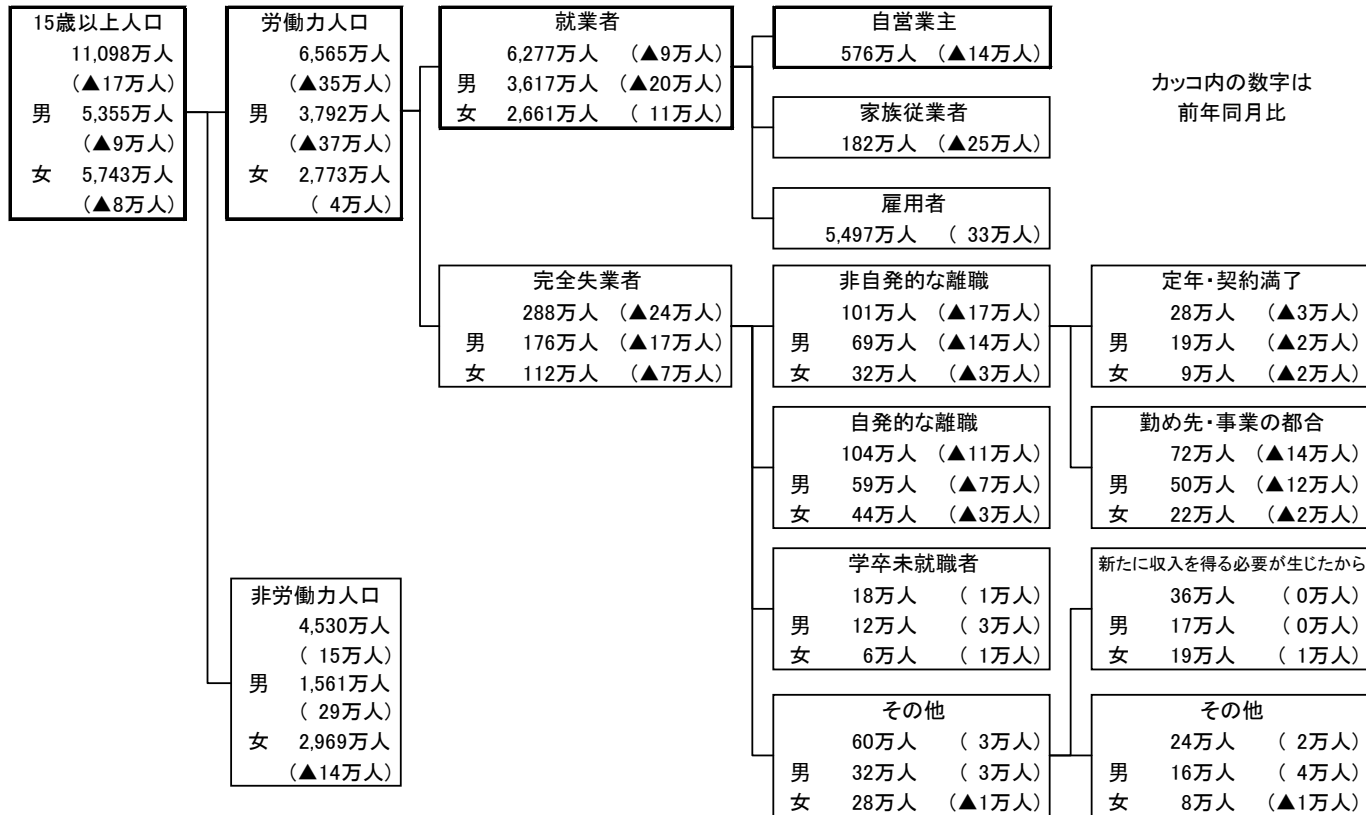 15歳以上人口
11,098万人
(▲17万人)
男 5,355万人
(▲9万人)
女 5,743万人
(▲8万人)
労働力人口
6,565万人
(▲35万人)
男 3,792万人
(▲37万人)
女 2,773万人
( 4万人)
就業者
6,277万人 (▲9万人)
男 3,617万人 (▲20万人)
女 2,661万人 ( 11万人)
自営業主
576万人 (▲14万人)
カッコ内の数字は
前年同月比
家族従業者
182万人 (▲25万人)
雇用者
5,497万人 ( 33万人)
完全失業者
288万人 (▲24万人)
男 176万人 (▲17万人)
女 112万人 (▲7万人)
非自発的な離職
101万人 (▲17万人)
男 69万人 (▲14万人)
女 32万人 (▲3万人)
定年・契約満了
28万人 (▲3万人)
男 19万人 (▲2万人)
女 9万人 (▲2万人)
自発的な離職
104万人 (▲11万人)
男 59万人 (▲7万人)
女 44万人 (▲3万人)
勤め先・事業の都合
72万人 (▲14万人)
男 50万人 (▲12万人)
女 22万人 (▲2万人)
学卒未就職者
18万人 ( 1万人)
男 12万人 ( 3万人)
女 6万人 ( 1万人)
新たに収入を得る必要が生じたから
36万人 ( 0万人)
男 17万人 ( 0万人)
女 19万人 ( 1万人)
非労働力人口
4,530万人
( 15万人)
男 1,561万人
( 29万人)
女 2,969万人
(▲14万人)
その他
60万人 ( 3万人)
男 32万人 ( 3万人)
女 28万人 (▲1万人)
その他
24万人 ( 2万人)
男 16万人 ( 4万人)
女 8万人 (▲1万人)